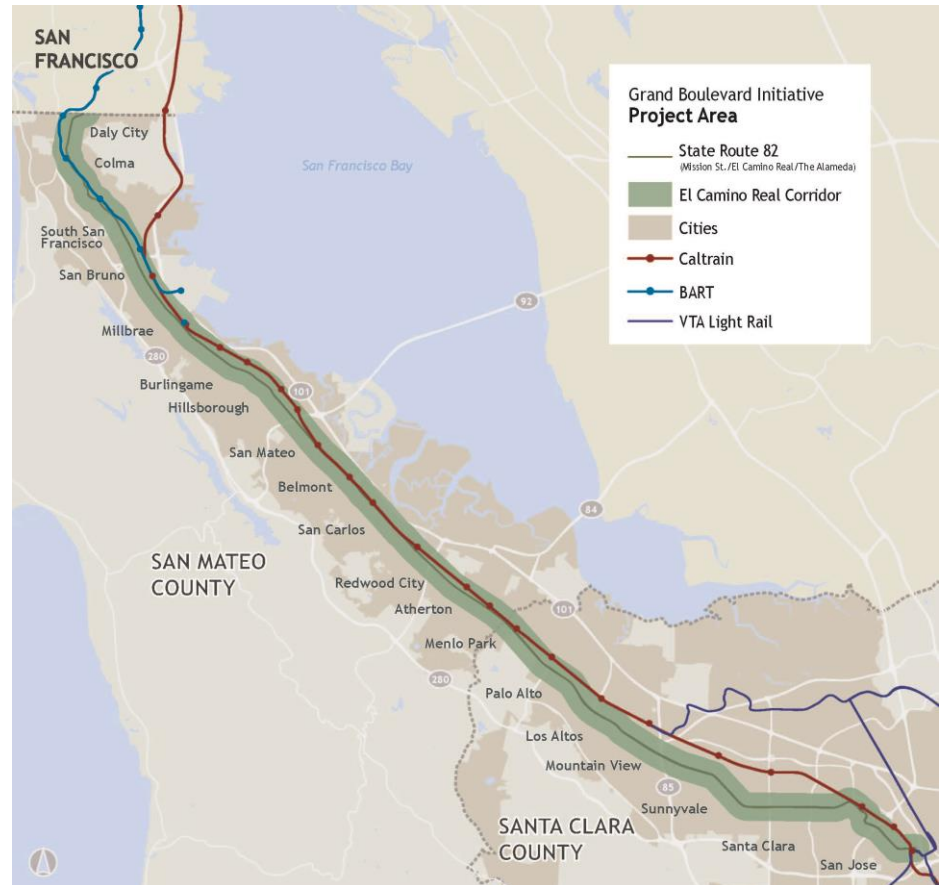 SAN
FRANCISCO
Daly City
Colma
San Francisco Bay
South San
Francisco
San Bruno
Millbrae
280
Burlingame
Hillsborough
101
92
San Mateo
Belmont
San Carlos
84
SAN MATEO
COUNTY
Redwood City
Atherton
101
Menlo Park
280
Palo Alto
Los Altos
Mountain View
85
Sunnyvale
SANTA CLARA
COUNTY
Santa Clara
San Jose
Grand Boulevard Initiative
Project Area
State Route 82
(Mission St./El Camino Real/The Alameda)
El Camino Real Corridor
Cities
Caltrain
BART
VTA Light Rail